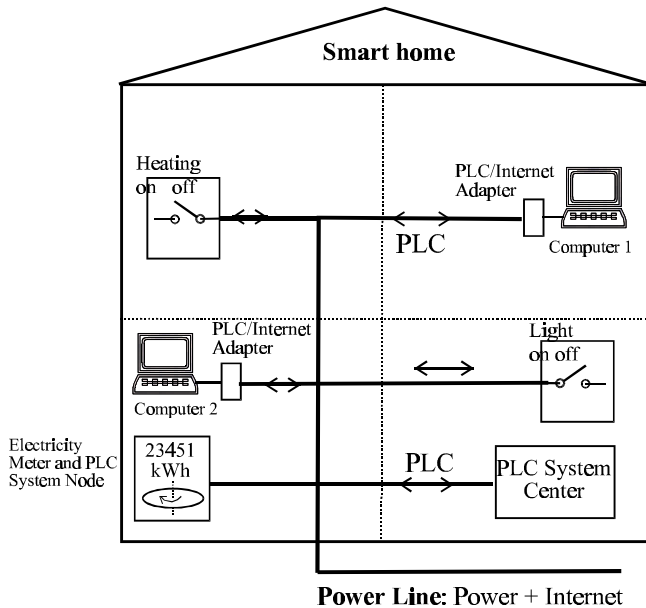 Smart home
Heating
on off
PLC/Internet
Adapter
PLC
Computer 1
PLC/Internet
Adapter
Light
on off
Computer 2
Electricity
Meter and PLC
System Node
23451
kWh
PLC
PLC System
Center
Power Line: Power + Internet